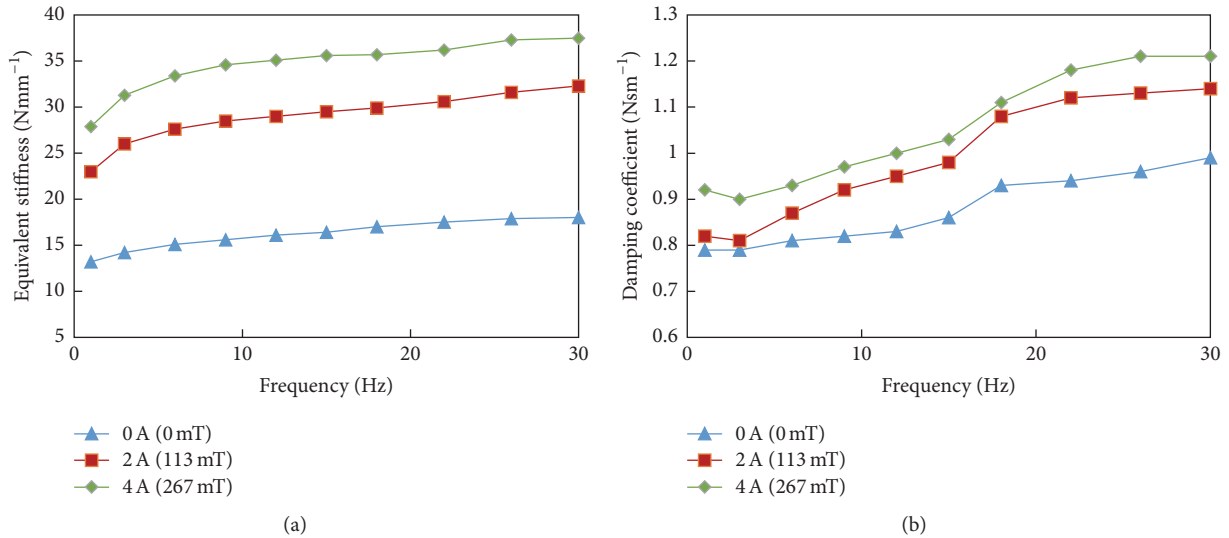 Equivalent stiffness (Nmm⁻¹)
40
35
30
25
20
15
10
5
0
10
20
30
Frequency (Hz)
0 A (0 mT)
2 A (113 mT)
4 A (267 mT)
(a)
Damping coefficient (Nsm⁻¹)
1.3
1.2
1.1
1
0.9
0.8
0.7
0.6
0
10
20
30
Frequency (Hz)
0 A (0 mT)
2 A (113 mT)
4 A (267 mT)
(b)